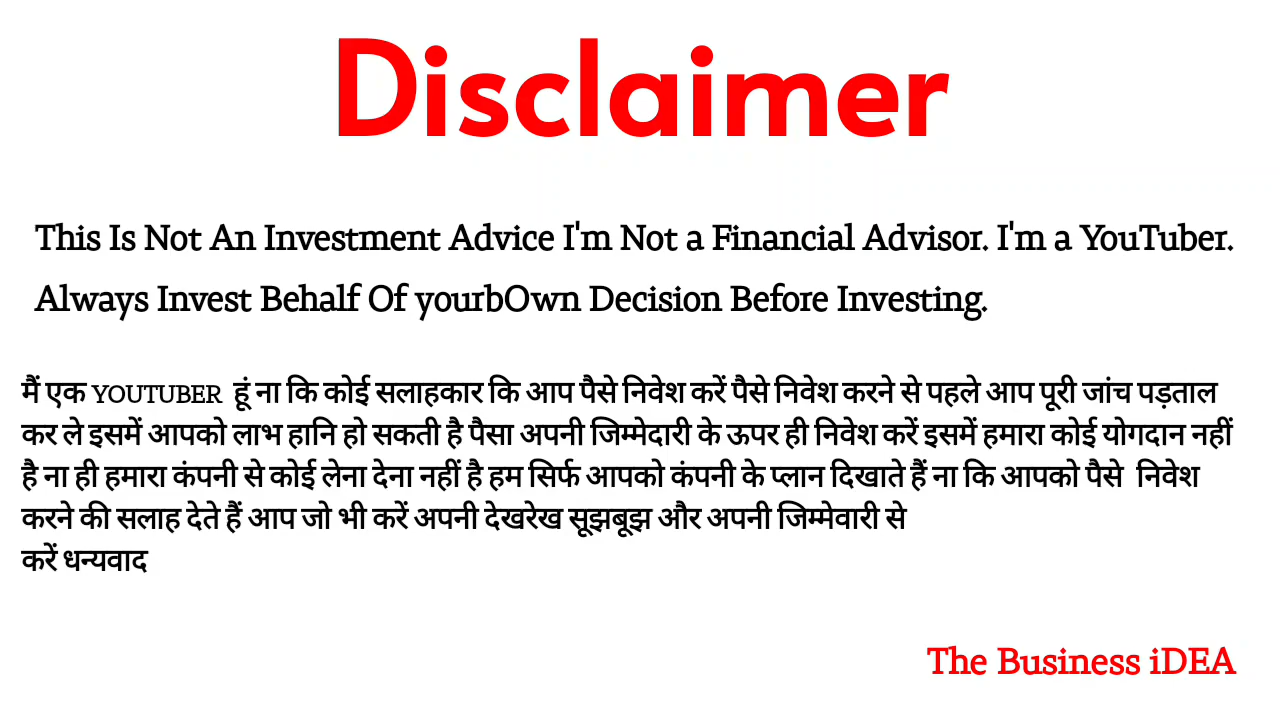 Disclaimer
This Is Not An Investment Advice I'm Not a Financial Advisor. I'm a YouTuber.
Always Invest Behalf Of yourbOwn Decision Before Investing.
मैं एक YOUTUBER हूं ना कि कोई सलाहकार कि आप पैसे निवेश करें पैसे निवेश करने से पहले आप पूरी जांच पड़ताल
कर ले इसमें आपको लाभ हानि हो सकती है पैसा अपनी जिम्मेदारी के ऊपर ही निवेश करें इसमें हमारा कोई योगदान नहीं
है ना ही हमारा कंपनी से कोई लेना देना नहीं है हम सिर्फ आपको कंपनी के प्लान दिखाते हैं ना कि आपको पैसे निवेश
करने की सलाह देते हैं आप जो भी करें अपनी देखरेख सूझबूझ और अपनी जिम्मेवारी से
करें धन्यवाद
The Business iDEA